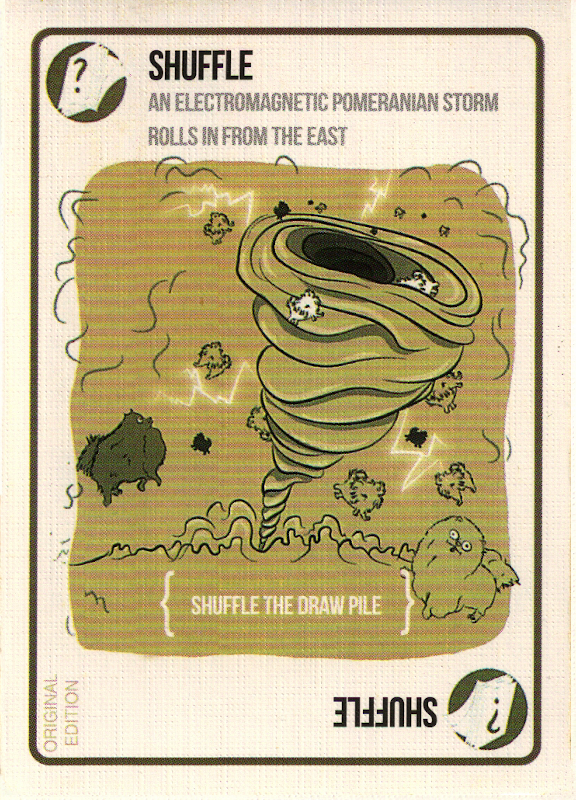 ?
SHUFFLE
AN ELECTROMAGNETIC POMERANIAN STORM
ROLLS IN FROM THE EAST
{ SHUFFLE THE DRAW PILE }
ORIGINAL
EDITION
SHUFFLE
?